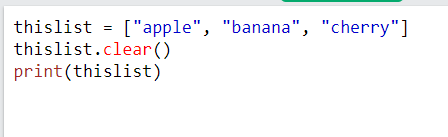 thislist = ["apple", "banana", "cherry"]
thislist.clear()
print(thislist)